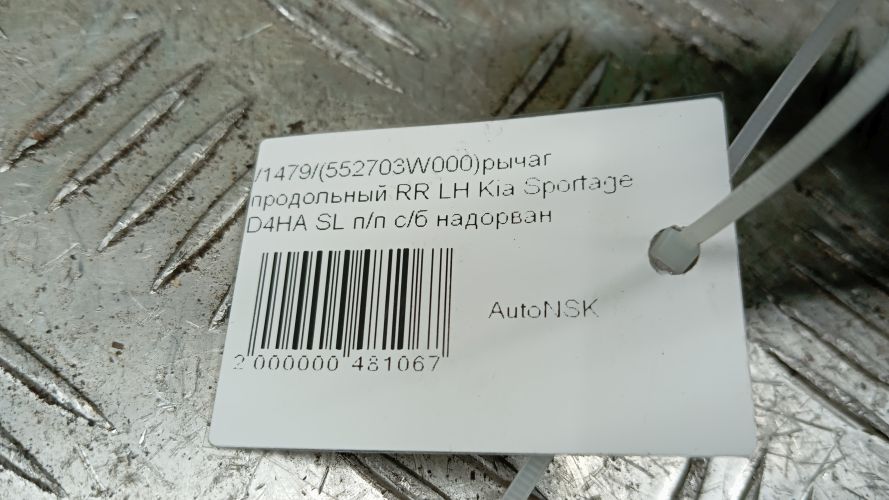 /1479/(552703W000)рычаг
продольный RR LH Kia Sportage
D4HA SL п/п с/б надорван
AutoNSK
2 000000 481067